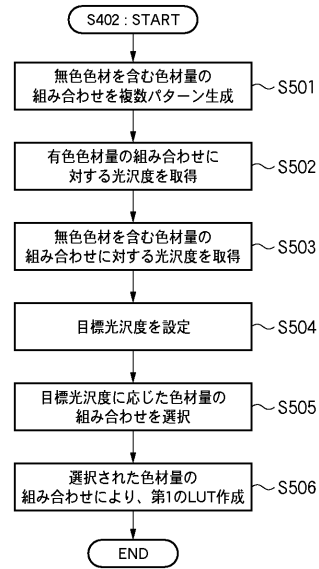 S402 : START
無色色材を含む色材量の
組み合わせを複数パターン生成
S501
有色色材量の組み合わせに
対する光沢度を取得
S502
無色色材を含む色材量の
組み合わせに対する光沢度を取得
S503
目標光沢度を設定
S504
目標光沢度に応じた色材量の
組み合わせを選択
S505
選択された色材量の
組み合わせにより、第1のLUT作成
S506
END